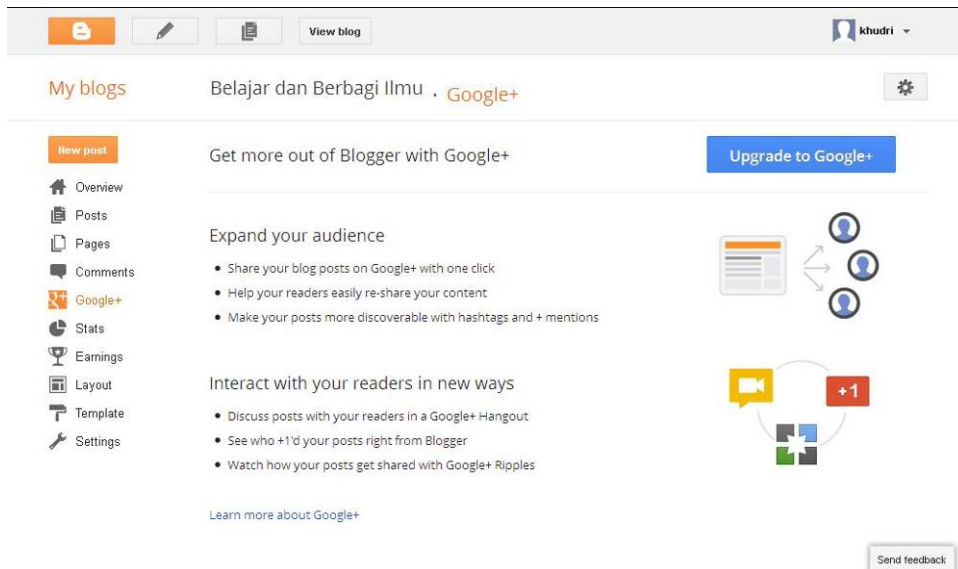 View blog
khudri
My blogs
Belajar dan Berbagi Ilmu . Google+
New post
Get more out of Blogger with Google+
Upgrade to Google+
Overview
Posts
Pages
Comments
Google+
Stats
Earnings
Layout
Template
Settings
Expand your audience
• Share your blog posts on Google+ with one click
• Help your readers easily re-share your content
• Make your posts more discoverable with hashtags and + mentions
Interact with your readers in new ways
• Discuss posts with your readers in a Google+ Hangout
• See who +1'd your posts right from Blogger
• Watch how your posts get shared with Google+ Ripples
+1
Learn more about Google+
Send feedback